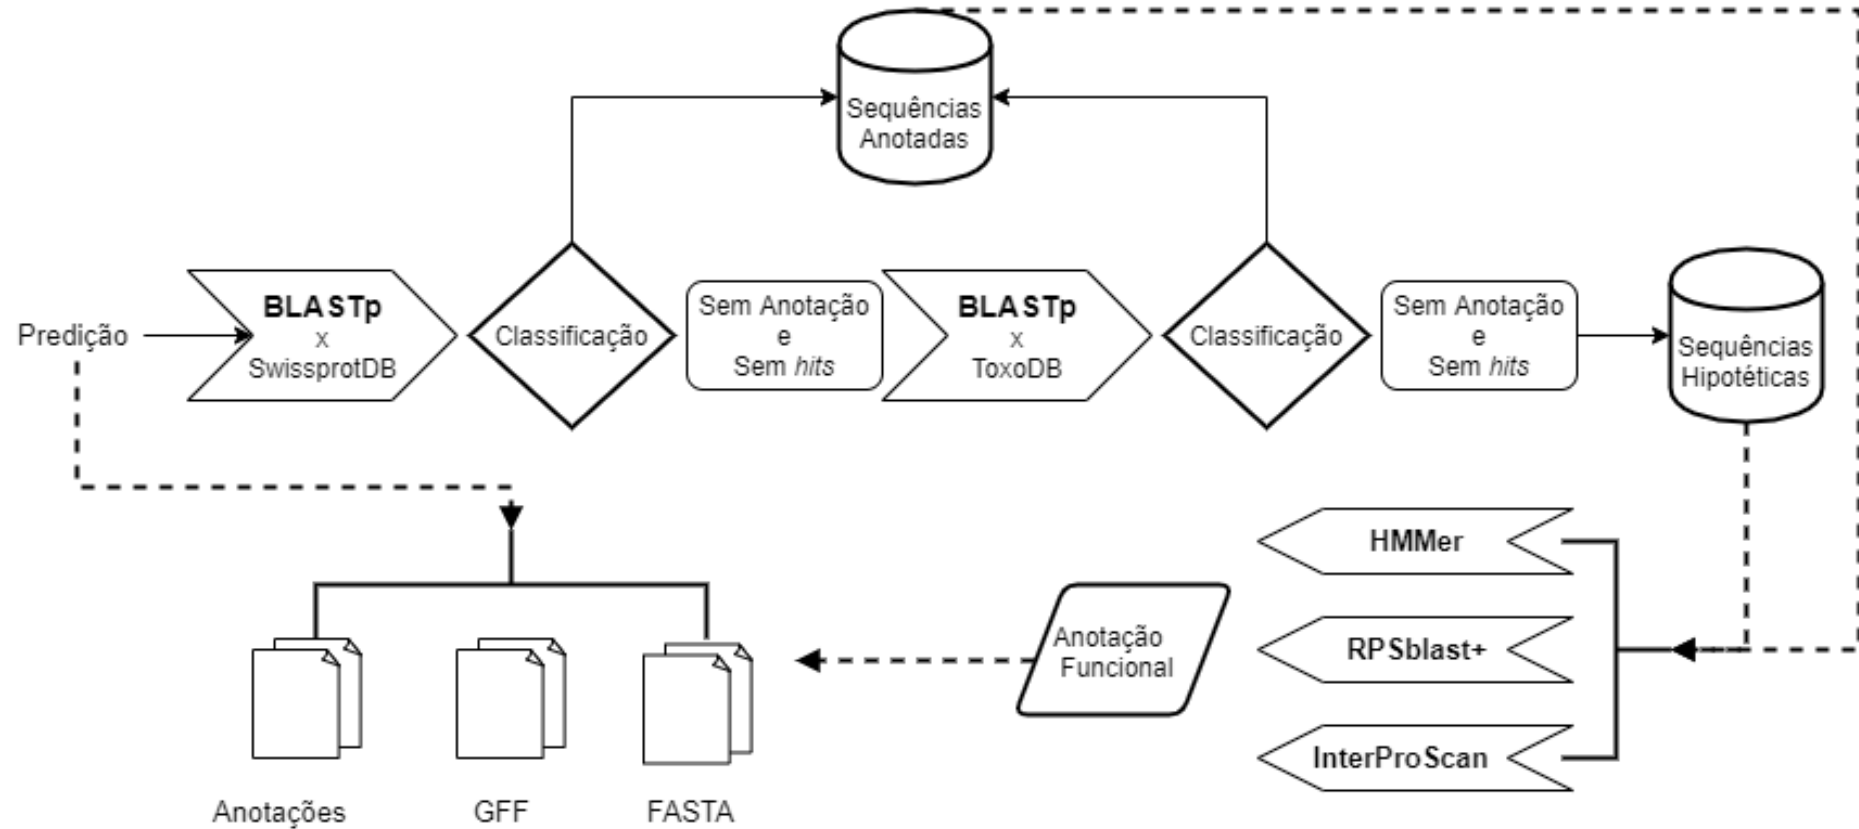 Sequências
Anotadas
Predição
BLASTp
x
SwissprotDB
Classificação
Sem Anotação
e
Sem hits
BLASTp
x
ToxoDB
Classificação
Sem Anotação
e
Sem hits
Sequências
Hipotéticas
HMMer
RPSblast+
InterProScan
Anotação
Funcional
Anotações
GFF
FASTA